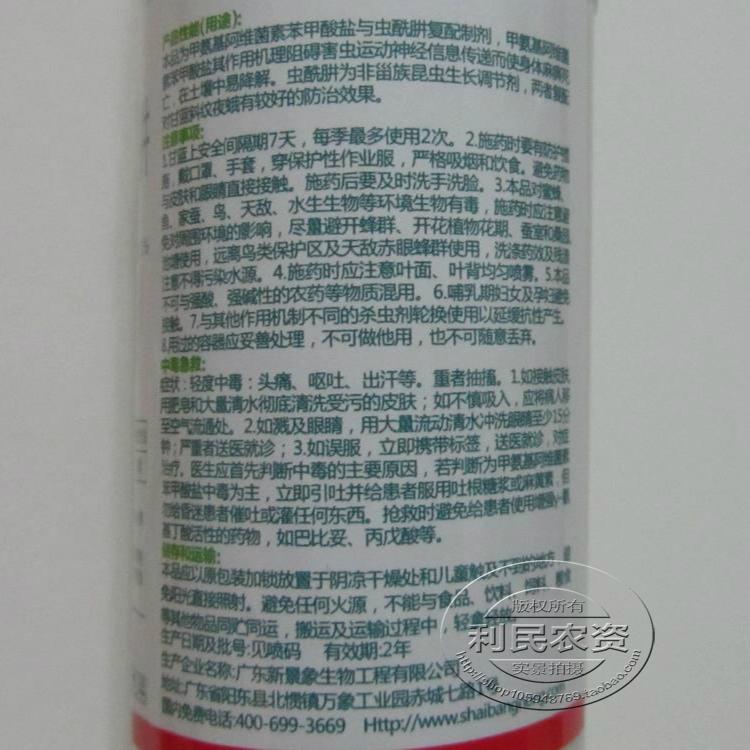 产品性能(用途):
本品为甲氨基阿维菌素苯甲酸盐与虫酰肼复配制剂，甲氨基阿维菌
素苯甲酸盐其作用机理阻碍害虫运动神经信息传递而使身体麻痹死
亡，在土壤中易降解。虫酰肼为非甾族昆虫生长调节剂，两者复配
对甘蓝斜纹夜蛾有较好的防治效果。
注意事项:
1.甘蓝上安全间隔期7天，每季最多使用2次。2.施药时要有防护措
施，戴口罩、手套，穿保护性作业服，严格吸烟和饮食。避免药物
与皮肤和眼睛直接接触。施药后要及时洗手洗脸。3.本品对蜜蜂、
鱼、家蚕、鸟、天敌、水生生物等环境生物有毒，施药时应注意避
免对周围环境的影响，尽量避开蜂群、开花植物花期、蚕室和桑园
使用，远离鸟类保护区及天敌赤眼蜂群使用，洗涤药效及
注意不得污染水源。4.施药时应注意叶面、叶背均匀喷雾。5.本品
不可与强酸、强碱性的农药等物质混用。6.哺乳期妇女及孕妇避免
接触。7.与其他作用机制不同的杀虫剂轮换使用以延缓抗性产生。
8.用过的容器应妥善处理，不可做他用，也不可随意丢弃。
中毒急救:
症状：轻度中毒：头痛、呕吐、出汗等。重者抽搐。1.如接触皮肤，
用肥皂和大量清水彻底清洗受污的皮肤；如不慎吸入，应将病人移
至空气流通处。2.如溅及眼睛，用大量流动清水冲洗眼睛至少15分
钟；严重者送医就诊；3.如误服，立即携带标签，送医就诊，对症
治疗，医生应首先判断中毒的主要原因，若判断为甲氨基阿维菌素
苯甲酸盐中毒为主，立即引吐并给患者服用吐根糖浆或麻黄素，但
勿给昏迷患者催吐或灌任何东西。抢救时避免给患者使用增强γ-氨
基丁酸活性的药物，如巴比妥、丙戊酸等。
储存和运输:
本品应以原包装加锁放置于阴凉干燥处和儿童触及不到的地方，避
免阳光直接照射。避免任何火源，不能与食品、饮料、饲料、粮食
等其他物品同贮同运，搬运及运输过程中，轻拿轻放。
生产日期及批号:见喷码 有效期:2年
生产企业:广东新景象生物工程有限公司
地址:广东省阳东县北惯镇万象工业园赤城七路
国内免费电话:400-699-3669 Http://www.shaibang
版权所有
利民农资
实景拍摄
http://shop105948769.taobao.com